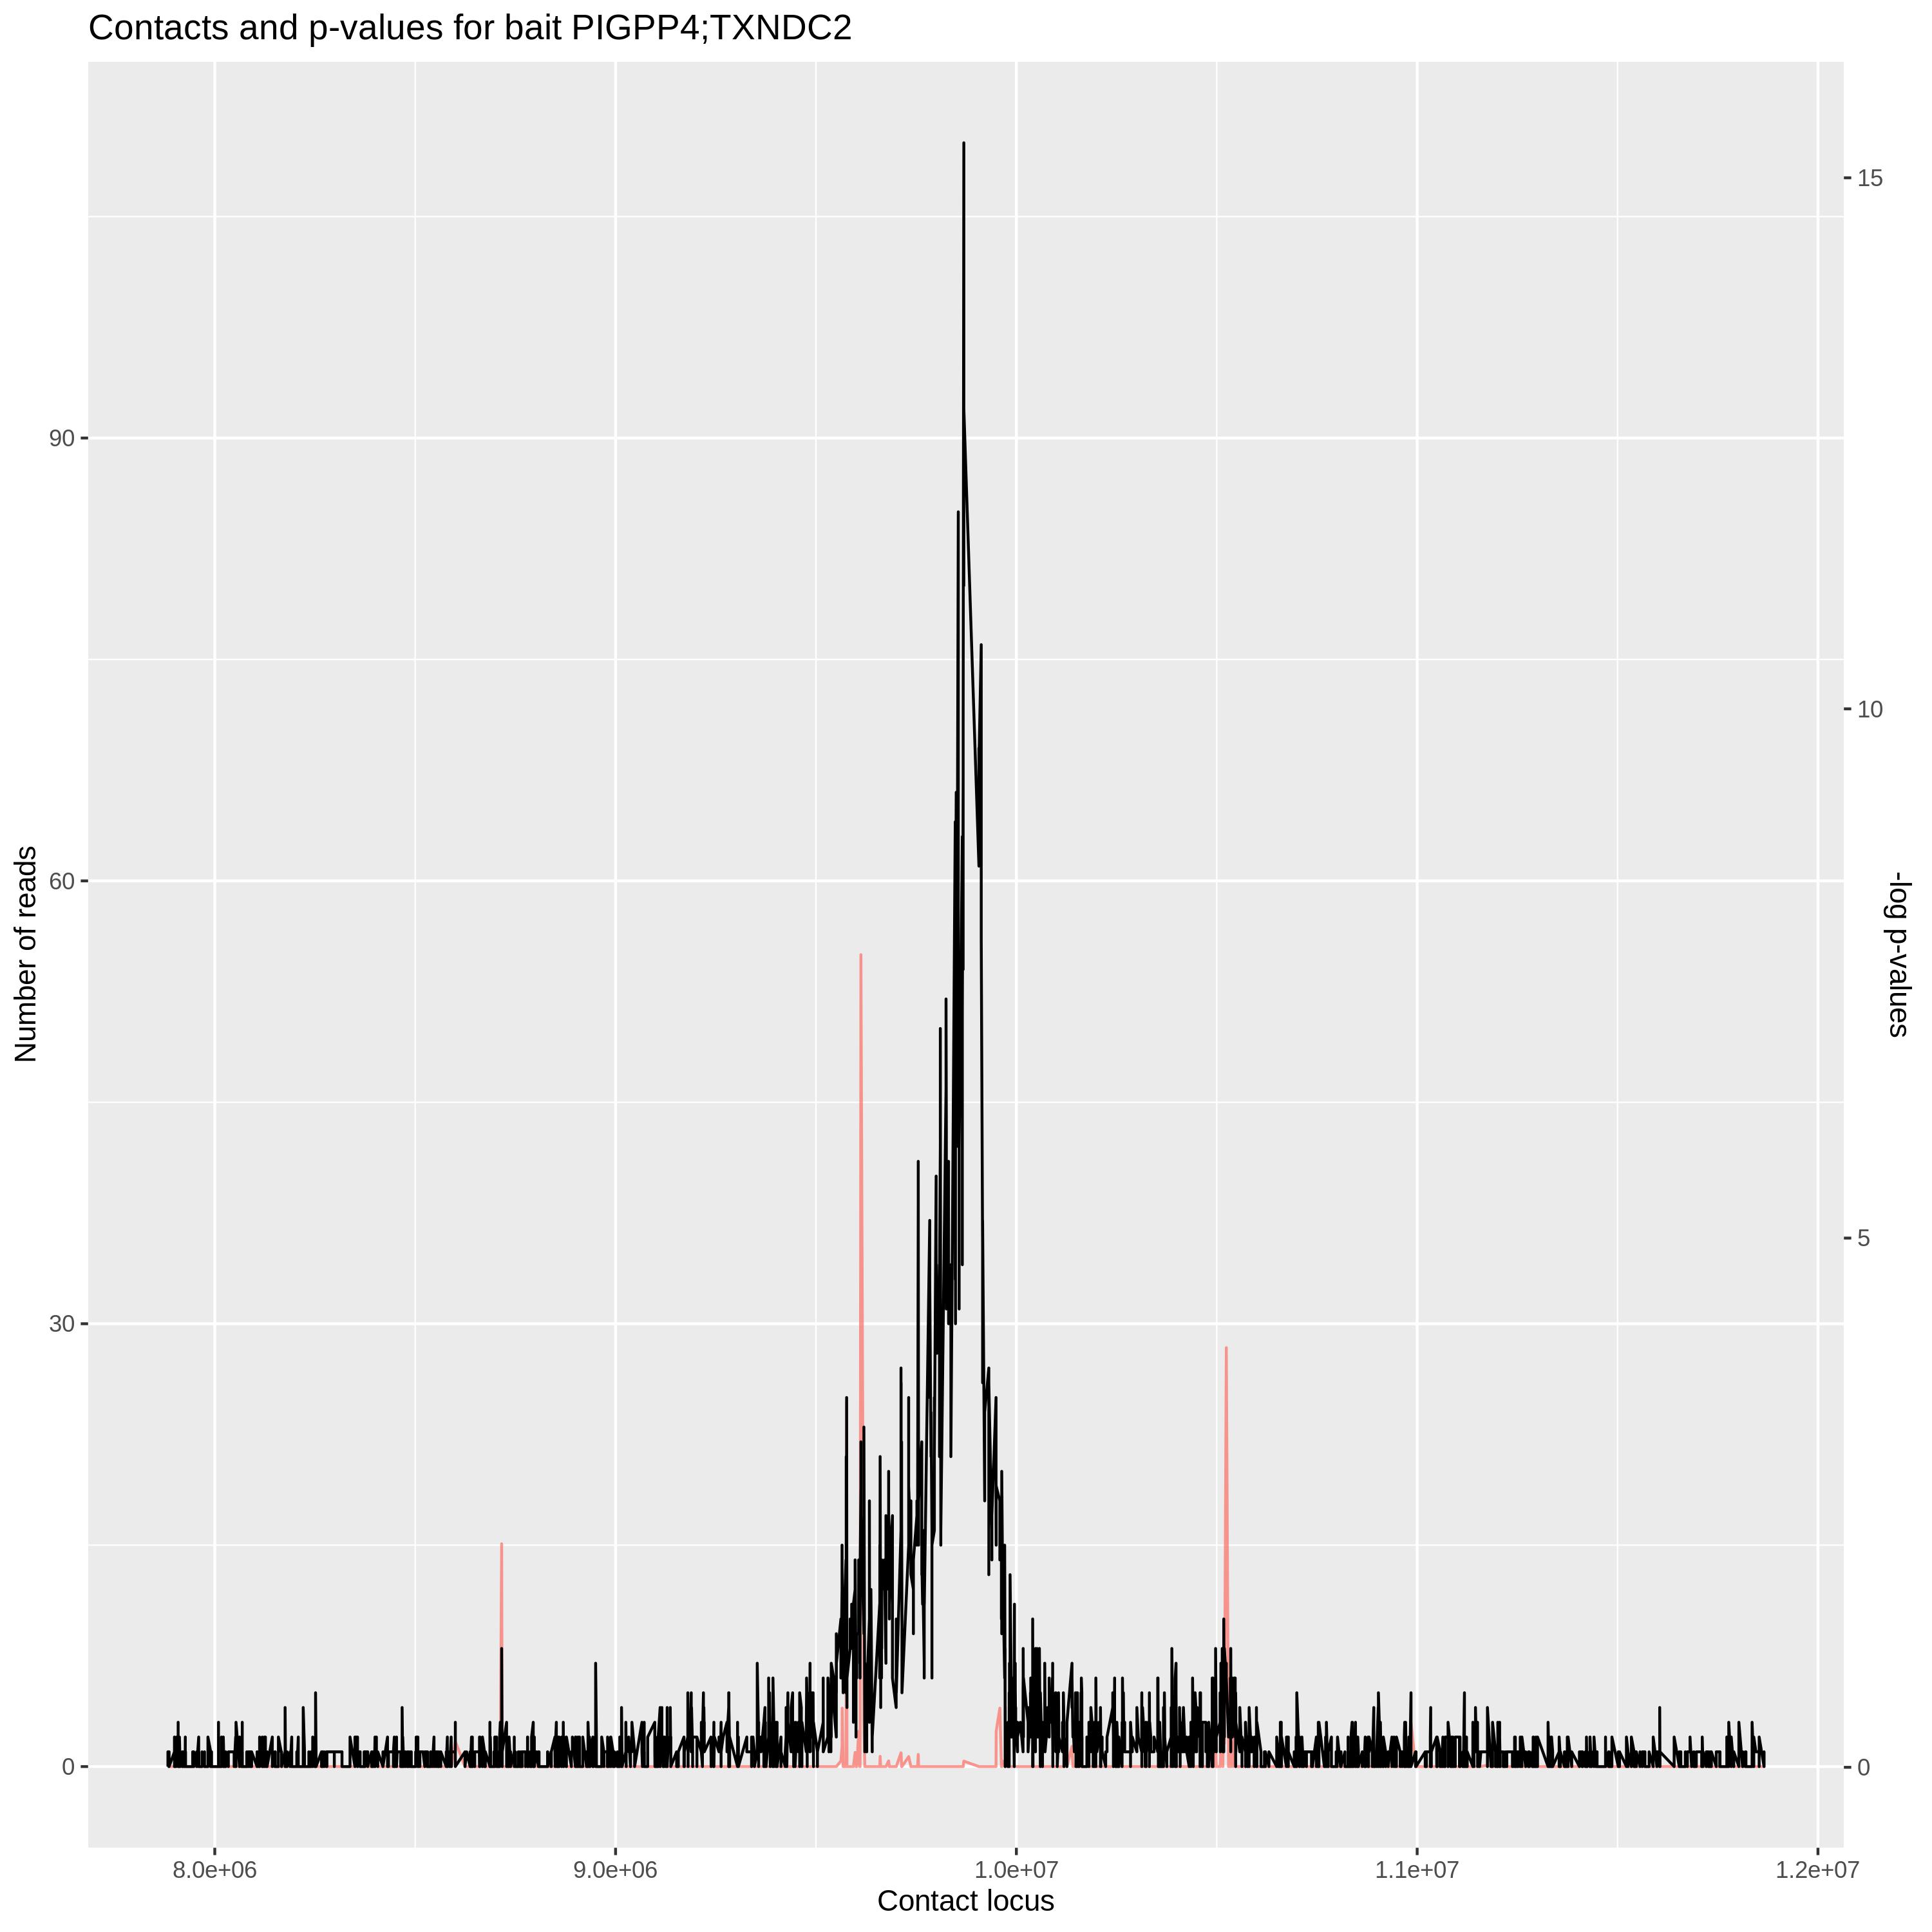 Contacts and p-values for bait PIGPP4;TXNDC2
15
90
10
60
Number of reads
-log p-values
5
30
0
0
8.0e+06
9.0e+06
1.0e+07
1.1e+07
1.2e+07
Contact locus